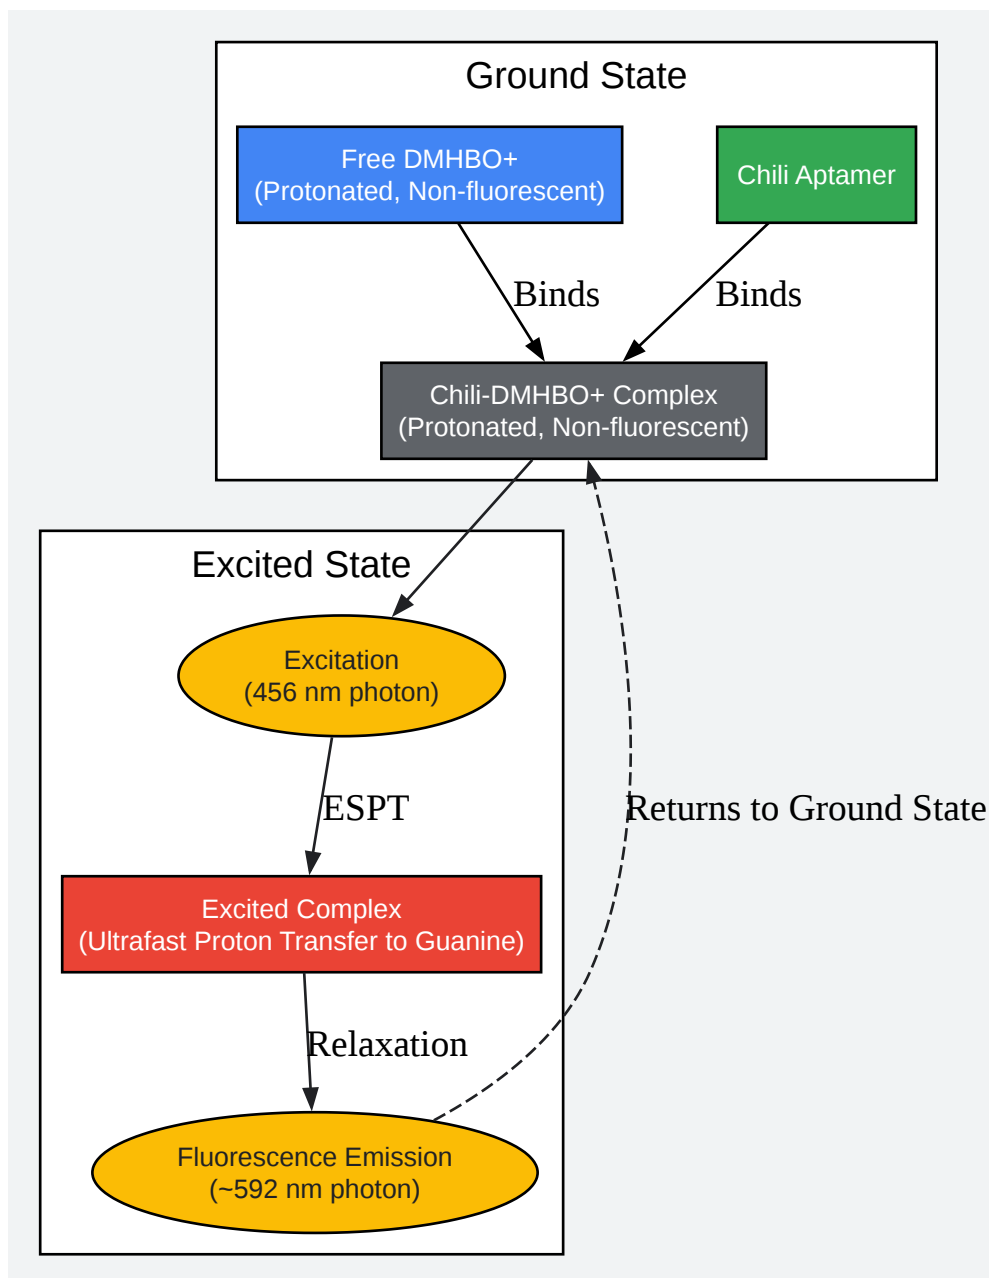 Ground State
Free DMHBO+
(Protonated, Non-fluorescent)
Chili Aptamer
Binds
Binds
Chili-DMHBO+ Complex
(Protonated, Non-fluorescent)
Excited State
Excitation
(456 nm photon)
ESPT
Returns to Ground State
Excited Complex
(Ultrafast Proton Transfer to Guanine)
Relaxation
Fluorescence Emission
(~592 nm photon)